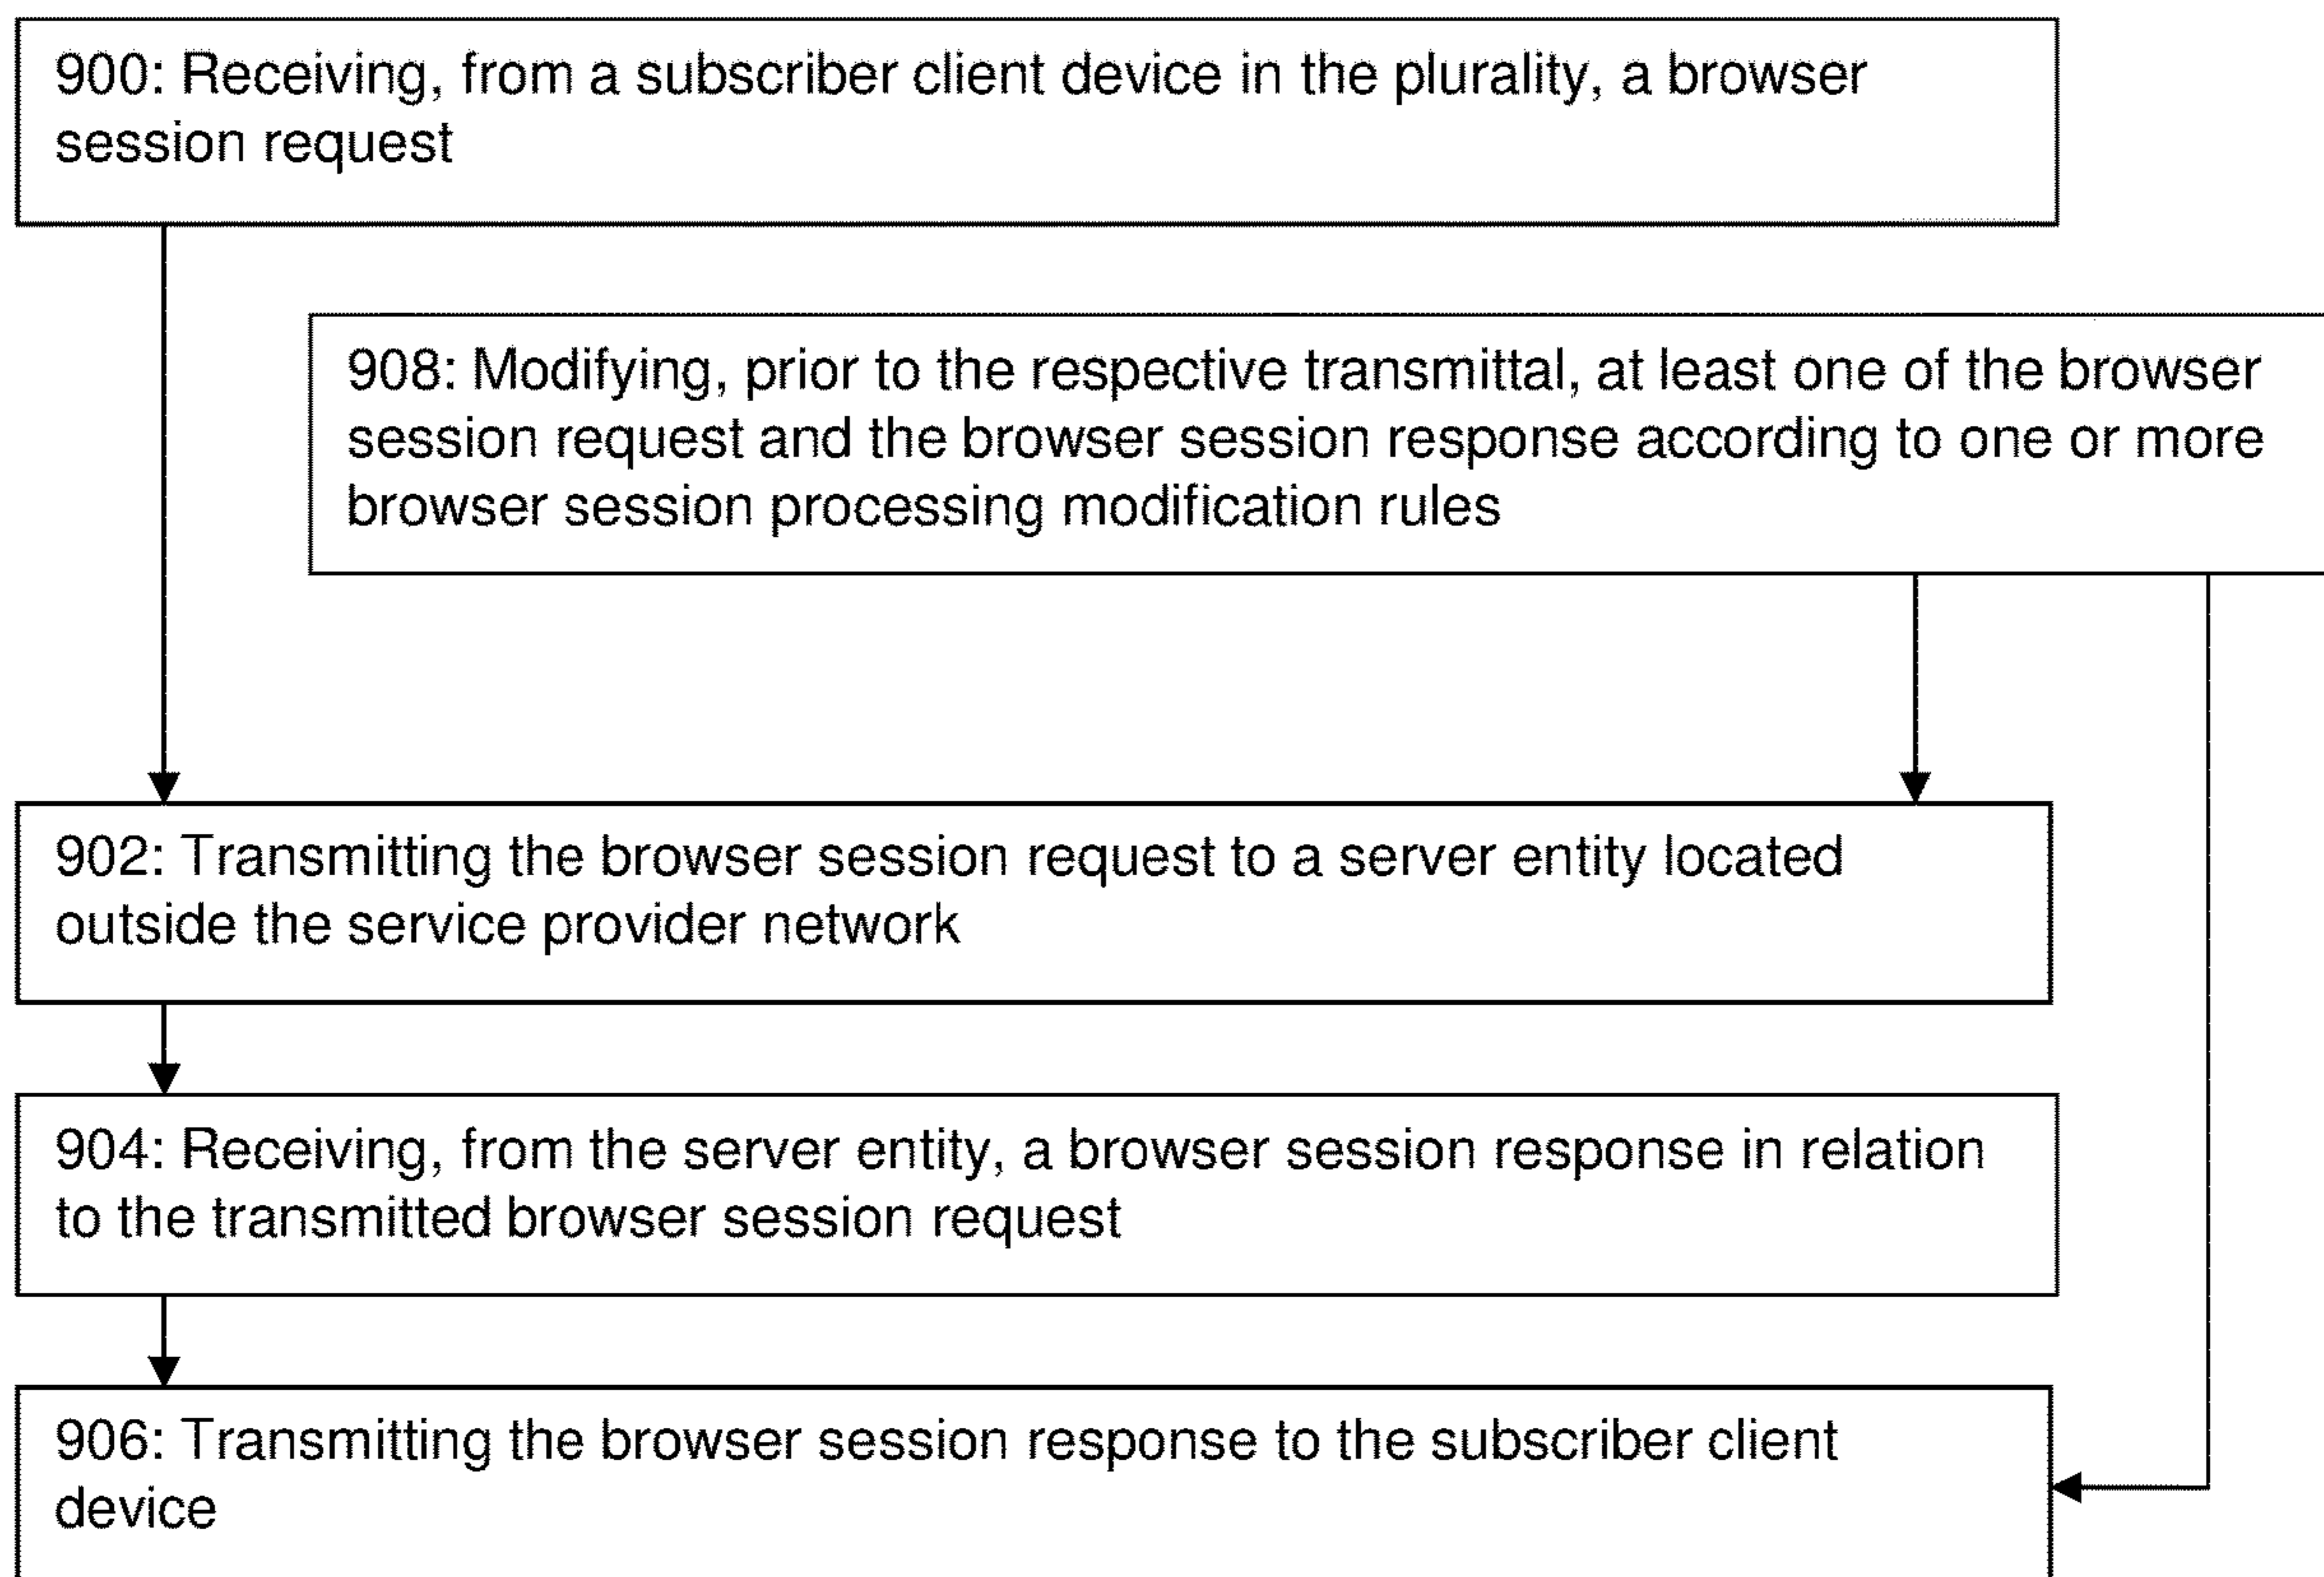 900: Receiving, from a subscriber client device in the plurality, a browser
session request
908: Modifying, prior to the respective transmittal, at least one of the browser
session request and the browser session response according to one or more
browser session processing modification rules
902: Transmitting the browser session request to a server entity located
outside the service provider network
904: Receiving, from the server entity, a browser session response in relation
to the transmitted browser session request
906: Transmitting the browser session response to the subscriber client
device